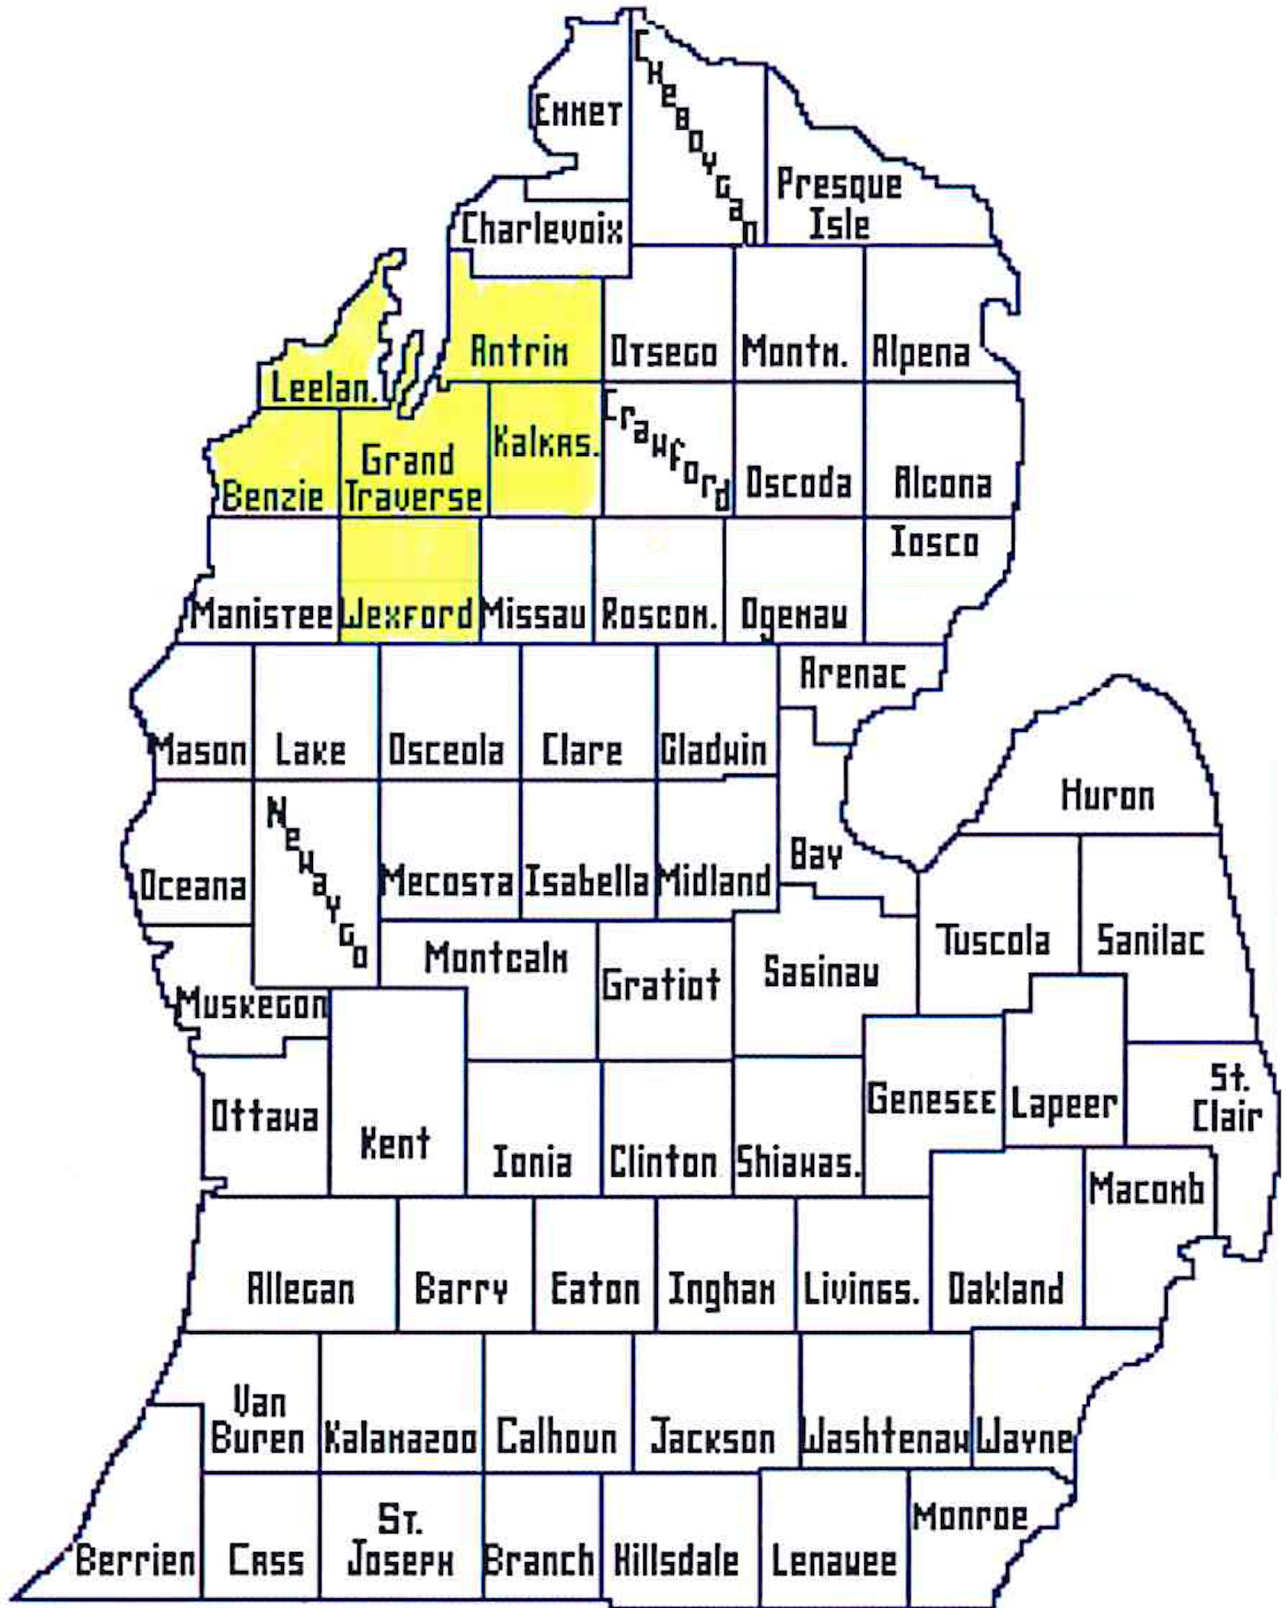 Cheboygan
Emmet
Presque
Isle
Charlevoix
Antrim
Otsego
Montm.
Alpena
Leelan.
Crawford
Kalkas.
Grand
Traverse
Benzie
Oscoda
Alcona
Iosco
Manistee
Wexford
Missau
Roscom.
Ogemaw
Arenac
Mason
Lake
Osceola
Clare
Gladwin
Huron
Newaygo
Bay
Oceana
Mecosta
Isabella
Midland
Montcalm
Tuscola
Sanilac
Gratiot
Saginaw
Muskegon
Ottawa
Kent
Ionia
Clinton
Shiawas.
Genesee
Lapeer
St.
Clair
Macomb
Allegan
Barry
Eaton
Ingham
Livings.
Oakland
Van
Buren
Kalamazoo
Calhoun
Jackson
Washtenaw
Wayne
Berrien
Cass
St.
Joseph
Branch
Hillsdale
Lenawee
Monroe